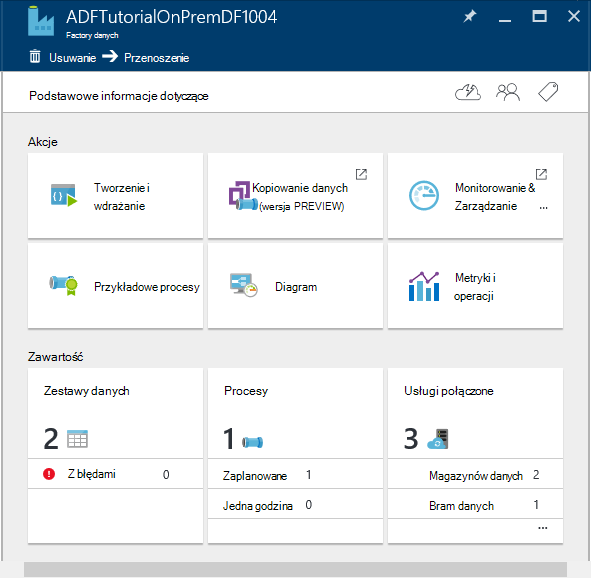 ADFTutorialOnPremDF1004
Factory danych
Usuwanie Przenoszenie
Podstawowe informacje dotyczące
Akcje
Tworzenie i
wdrażanie
Kopiowanie danych
(wersja PREVIEW)
Monitorowanie &
Zarządzanie
...
Przykładowe procesy
Diagram
Metryki i
operacji
Zawartość
Zestawy danych
2
Z błędami 0
Procesy
1
Zaplanowane 1
Jedna godzina 0
Usługi połączone
3
Magazynów danych 2
Bram danych 1
...